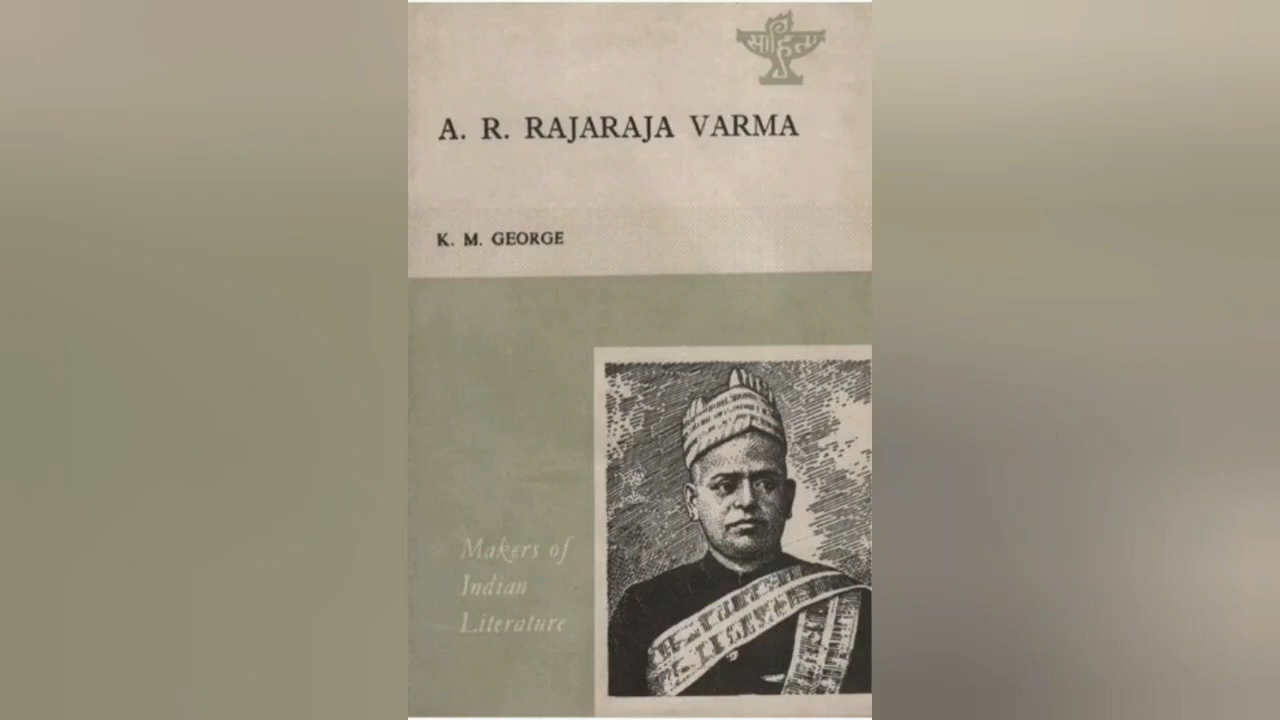 साहित्य
A. R. RAJARAJA VARMA
K. M. GEORGE
Makers of
Indian
Literature